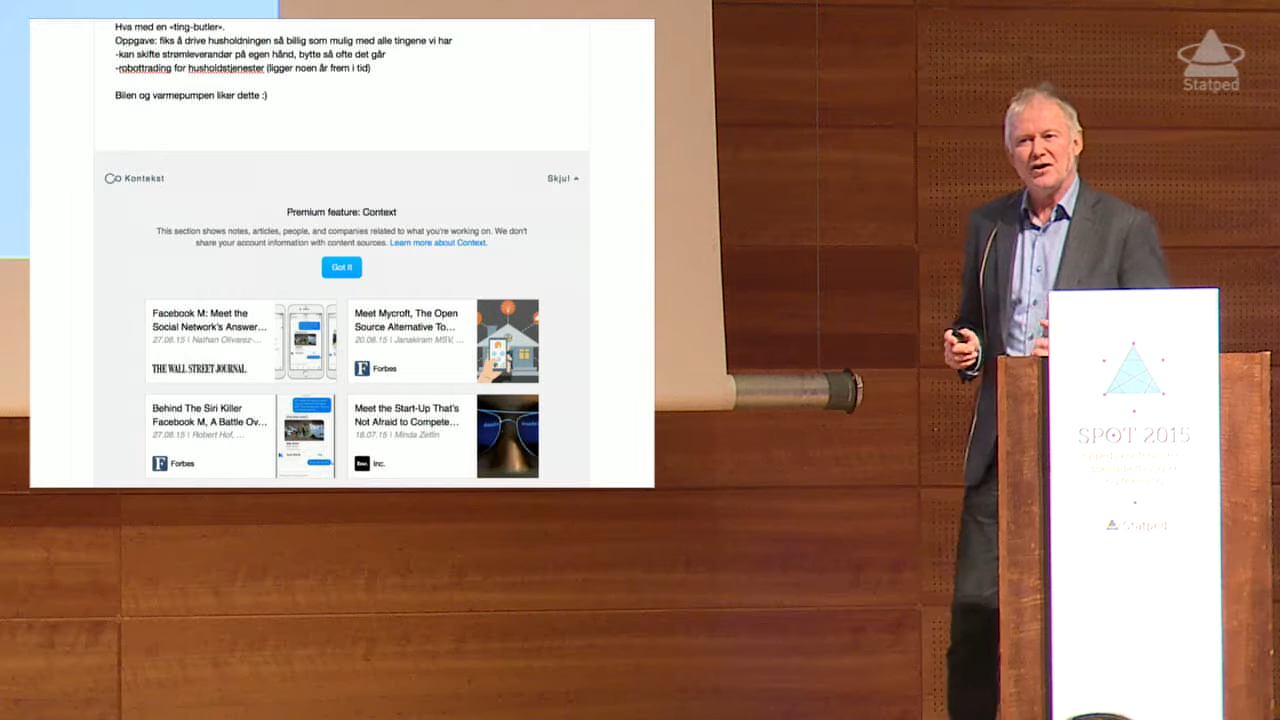 Hva med en «ting-butler».
Oppgave: fiks å drive husholdningen så billig som mulig med alle tingene vi har
-kan skifte strømleverandør på egen hånd, bytte så ofte det går
-robottrading for husholdstjenester (ligger noen år frem i tid)
Bilen og varmepumpen liker dette :)
Kontekst
Skjul
Premium feature: Context
This section shows notes, articles, people, and companies related to what you're working on. We don't
share your account information with content sources. Learn more about Context.
Got it
Facebook M: Meet the
Social Network's Answer...
27.08.15 | Nathan Olivarez-...
THE WALL STREET JOURNAL
Meet Mycroft, The Open
Source Alternative To...
20.08.15 | Janakiram MSV, ...
Forbes
Behind The Siri Killer
Facebook M, A Battle Ov...
27.08.15 | Robert Hof, ...
Forbes
Meet the Start-Up That's
Not Afraid to Compete...
18.07.15 | Minda Zetlin
Inc.
Statped
SPOT 2015
Statped